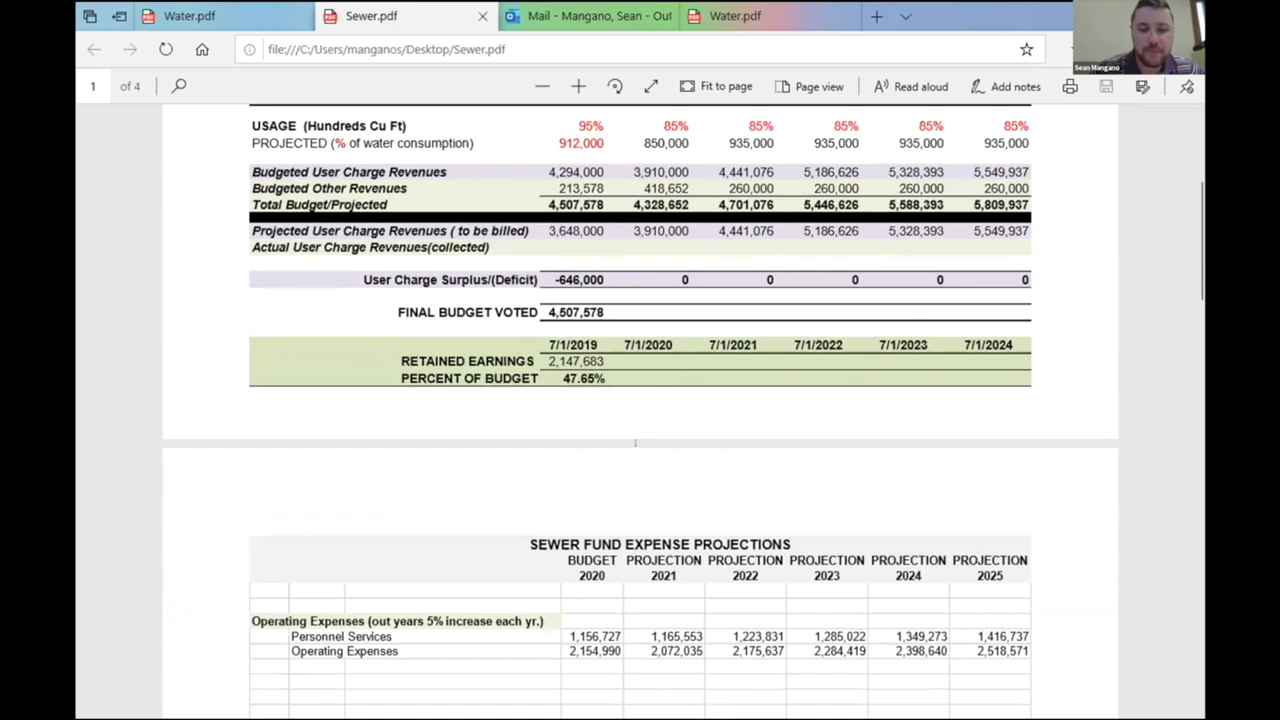 Water.pdf
Sewer.pdf
Mail - Mangano, Sean - Out
Water.pdf
file:///C:/Users/manganos/Desktop/Sewer.pdf
Sean Mangano
1 of 4
Fit to page
Page view
Read aloud
Add notes
USAGE (Hundreds Cu Ft) 95% 85% 85% 85% 85% 85%
PROJECTED (% of water consumption) 912,000 850,000 935,000 935,000 935,000 935,000
Budgeted User Charge Revenues 4,294,000 3,910,000 4,441,076 5,186,626 5,328,393 5,549,937
Budgeted Other Revenues 213,578 418,652 260,000 260,000 260,000 260,000
Total Budget/Projected 4,507,578 4,328,652 4,701,076 5,446,626 5,588,393 5,809,937
Projected User Charge Revenues ( to be billed) 3,648,000 3,910,000 4,441,076 5,186,626 5,328,393 5,549,937
Actual User Charge Revenues(collected)
User Charge Surplus/(Deficit) -646,000 0 0 0 0 0
FINAL BUDGET VOTED 4,507,578
7/1/2019 7/1/2020 7/1/2021 7/1/2022 7/1/2023 7/1/2024
RETAINED EARNINGS 2,147,683
PERCENT OF BUDGET 47.65%
SEWER FUND EXPENSE PROJECTIONS
BUDGET PROJECTION PROJECTION PROJECTION PROJECTION PROJECTION
2020 2021 2022 2023 2024 2025
Operating Expenses (out years 5% increase each yr.)
Personnel Services 1,156,727 1,165,553 1,223,831 1,285,022 1,349,273 1,416,737
Operating Expenses 2,154,990 2,072,035 2,175,637 2,284,419 2,398,640 2,518,571